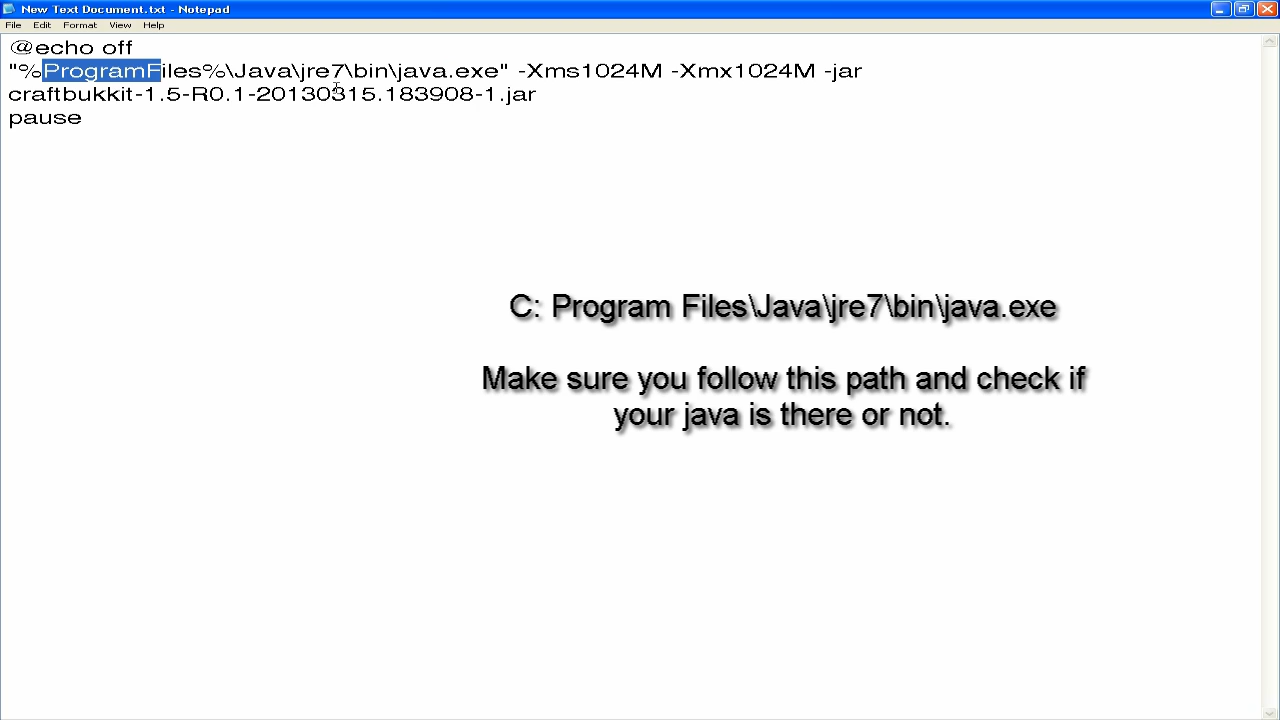 New Text Document.txt - Notepad
File Edit Format View Help
@echo off
"%ProgramFiles%\Java\jre7\bin\java.exe" -Xms1024M -Xmx1024M -jar
craftbukkit-1.5-R0.1-20130315.183908-1.jar
pause
C: Program Files\Java\jre7\bin\java.exe
Make sure you follow this path and check if
your java is there or not.